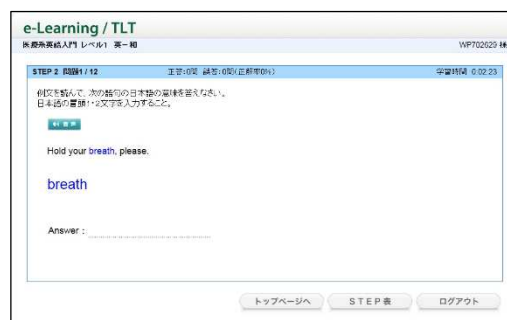 e-Learning / TLT
医療系英語入門 レベル1 英－和
WP702629 様
STEP 2 問題1 / 12 正答:0問 誤答:0問(正解率0%) 学習時間 0:02:23
例文を読んで、次の語句の日本語の意味を答えなさい。
日本語の冒頭1・2文字を入力すること。
音声
Hold your breath, please.
breath
Answer :
トップページへ STEP表 ログアウト